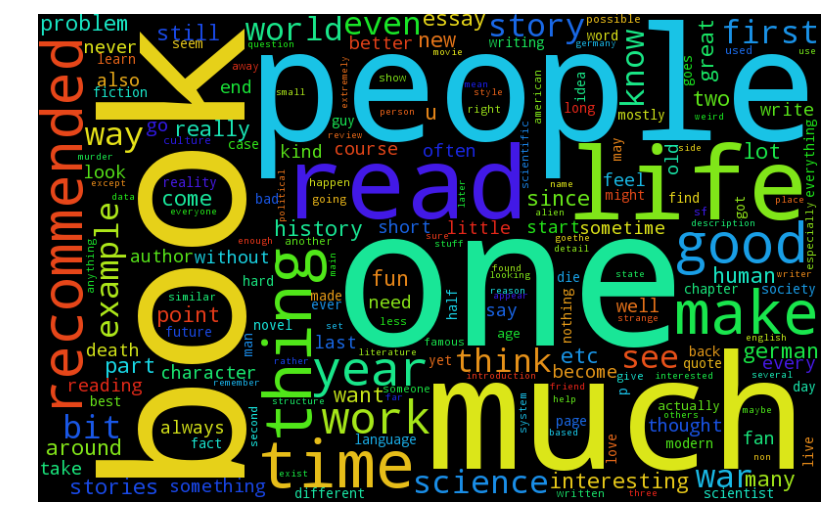 problem
still
world
even
essay
story
possible
word
germany
used
use
first
never
seem
learn
also
fiction
end
question
away
better
movie
new
writing
know
goes
great
way
go
really
culture
case
small
people
show
right
extremely
mean
style
person
american
idea
long
mostly
two
write
weird
recommended
book
look
murder
except
data
guy
review
u
kind
course
often
scientific
may
old
lot
side
reality
come
everyone
bad
political
happen
going
read
later
since
alien
name
feel
might
life
find
got
place
sf
description
especially
everything
example
anything
author
without
enough
history
another
short
sure
stuff
little
start
goethe
detail
sometime
good
human
writer
hard
similar
point
future
thing
main
fun
need
less
found
looking
reason
appear
say
one
die
nothing
state
well
strange
chapter
society
make
death
part
man
novel
made
ever
set
last
half
famous
age
english
reading
character
remember
rather
year
literature
yet
think
etc
become
see
back
quote
german
every
best
bit
always
fact
second
structure
want
someone
far
introduction
friend
help
based
give
p
interested
several
day
around
take
work
language
page
system
much
love
actually
others
thought
modern
fan
maybe
non
live
stories
something
time
exist
different
science
interesting
written
three
war
scientist
many